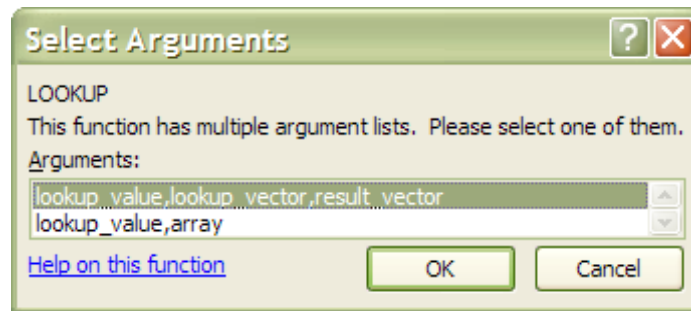 Select Arguments
LOOKUP
This function has multiple argument lists.  Please select one of them.
Arguments:
lookup_value,lookup_vector,result_vector
lookup_value,array
Help on this function
OK
Cancel